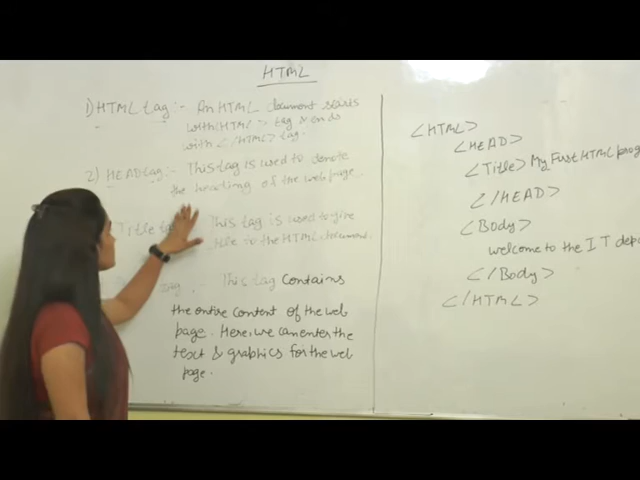 HTML
1) HTML tag :- An HTML document starts
with <HTML> tag & ends
with </HTML> tag.
2) HEAD tag :- This tag is used to denote
the heading of the web page.
Title This tag is used to give
title to the HTML document.
:- This tag contains
the entire content of the web
page. Here, we can enter the
text & graphics for the web
page.
<HTML>
<HEAD>
<Title> My First HTML prog
</HEAD>
<Body>
welcome to the IT
</Body>
</HTML>